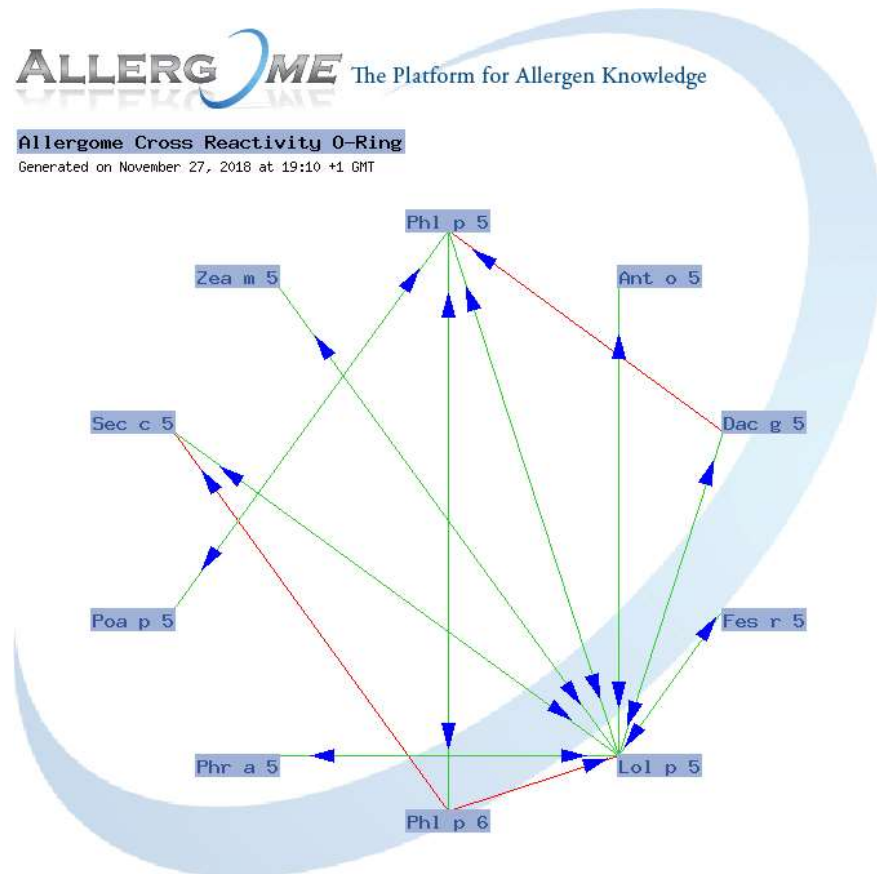 ALLERGOME The Platform for Allergen Knowledge
Allergome Cross Reactivity O-Ring
Generated on November 27, 2018 at 19:10 +1 GMT
Phl p 5
Zea m 5
Ant o 5
Sec c 5
Dac g 5
Poa p 5
Fes r 5
Phr a 5
Lol p 5
Phl p 6